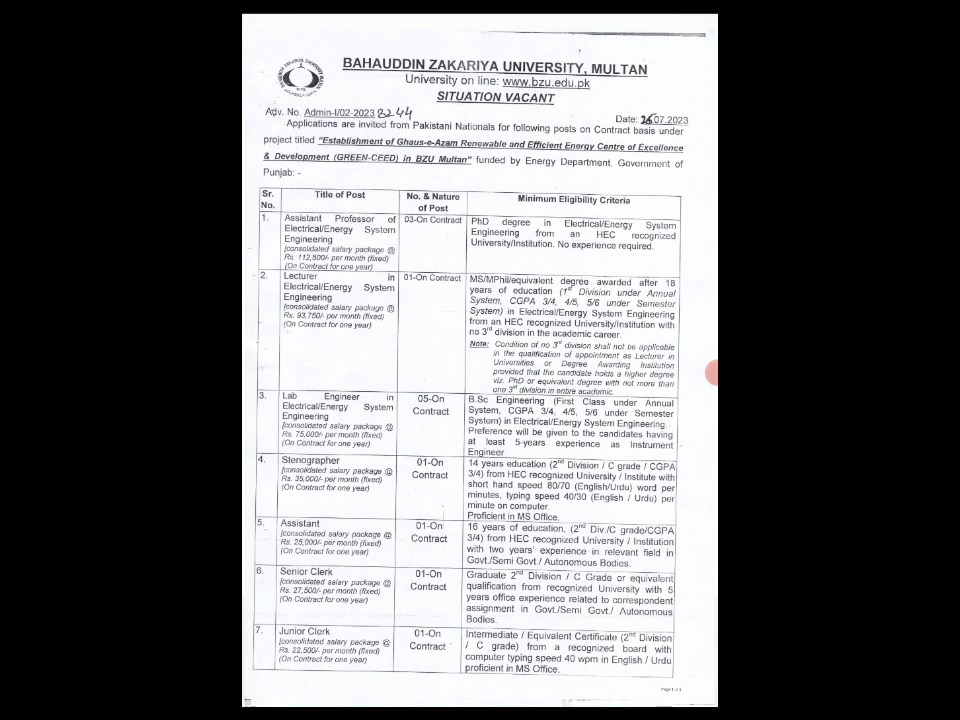 BAHAUDDIN ZAKARIYA UNIVERSITY, MULTAN
University on line: www.bzu.edu.pk
SITUATION VACANT
Adv. No. Admin-I/02-2023
Date: 26.07.2023
Applications are invited from Pakistani Nationals for following posts on Contract basis under
project titled "Establishment of Ghaus-e-Azam Renewable and Efficient Energy Centre of Excellence
& Development (GREEN-CEED) in BZU Multan" funded by Energy Department, Government of
Punjab: -
Sr. No. Title of Post No. & Nature of Post Minimum Eligibility Criteria
1. Assistant Professor of
Electrical/Energy System
Engineering
[consolidated salary package @
Rs. 112,500/- per month (fixed)
(On Contract for one year)
03-On Contract
PhD degree in Electrical/Energy System
Engineering from an HEC recognized
University/Institution. No experience required.
2. Lecturer in
Electrical/Energy System
Engineering
[consolidated salary package @
Rs. 93,750/- per month (fixed)
(On Contract for one year)
01-On Contract
MS/MPhil/equivalent degree awarded after 18
years of education (1st Division under Annual
System, CGPA 3/4, 4/5, 5/6 under Semester
System) in Electrical/Energy System Engineering
from an HEC recognized University/Institution with
no 3rd division in the academic career.
Note: Condition of no 3rd division shall not be applicable
in the qualification of appointment as Lecturer in
Universities or Degree Awarding Institution
provided that the candidate holds a higher degree
viz. PhD or equivalent degree with not more than
one 3rd division in entire academic.
3. Lab Engineer in
Electrical/Energy System
Engineering
[consolidated salary package @
Rs. 75,000/- per month (fixed)
(On Contract for one year)
05-On
Contract
B.Sc Engineering (First Class under Annual
System, CGPA 3/4, 4/5, 5/6 under Semester
System) in Electrical/Energy System Engineering.
Preference will be given to the candidates having
at least 5-years experience as Instrument
Engineer
4. Stenographer
[consolidated salary package @
Rs. 35,000/- per month (fixed)
(On Contract for one year)
01-On
Contract
14 years education (2nd Division / C grade / CGPA
3/4) from HEC recognized University / Institute with
short hand speed 80/70 (English/Urdu) word per
minutes, typing speed 40/30 (English / Urdu) per
minute on computer.
Proficient in MS Office.
5. Assistant
[consolidated salary package @
Rs. 25,000/- per month (fixed)
(On Contract for one year)
01-On
Contract
16 years of education, (2nd Div./C grade/CGPA
3/4) from HEC recognized University / Institution
with two years' experience in relevant field in
Govt./Semi Govt./ Autonomous Bodies.
6. Senior Clerk
[consolidated salary package @
Rs. 27,500/- per month (fixed)
(On Contract for one year)
01-On
Contract
Graduate 2nd Division / C Grade or equivalent
qualification from recognized University with 5
years office experience related to correspondent
assignment in Govt./Semi Govt./ Autonomous
Bodies.
7. Junior Clerk
[consolidated salary package @
Rs. 22,500/- per month (fixed)
(On Contract for one year)
01-On
Contract
Intermediate / Equivalent Certificate (2nd Division
/ C grade) from a recognized board with
computer typing speed 40 wpm in English / Urdu
proficient in MS Office.